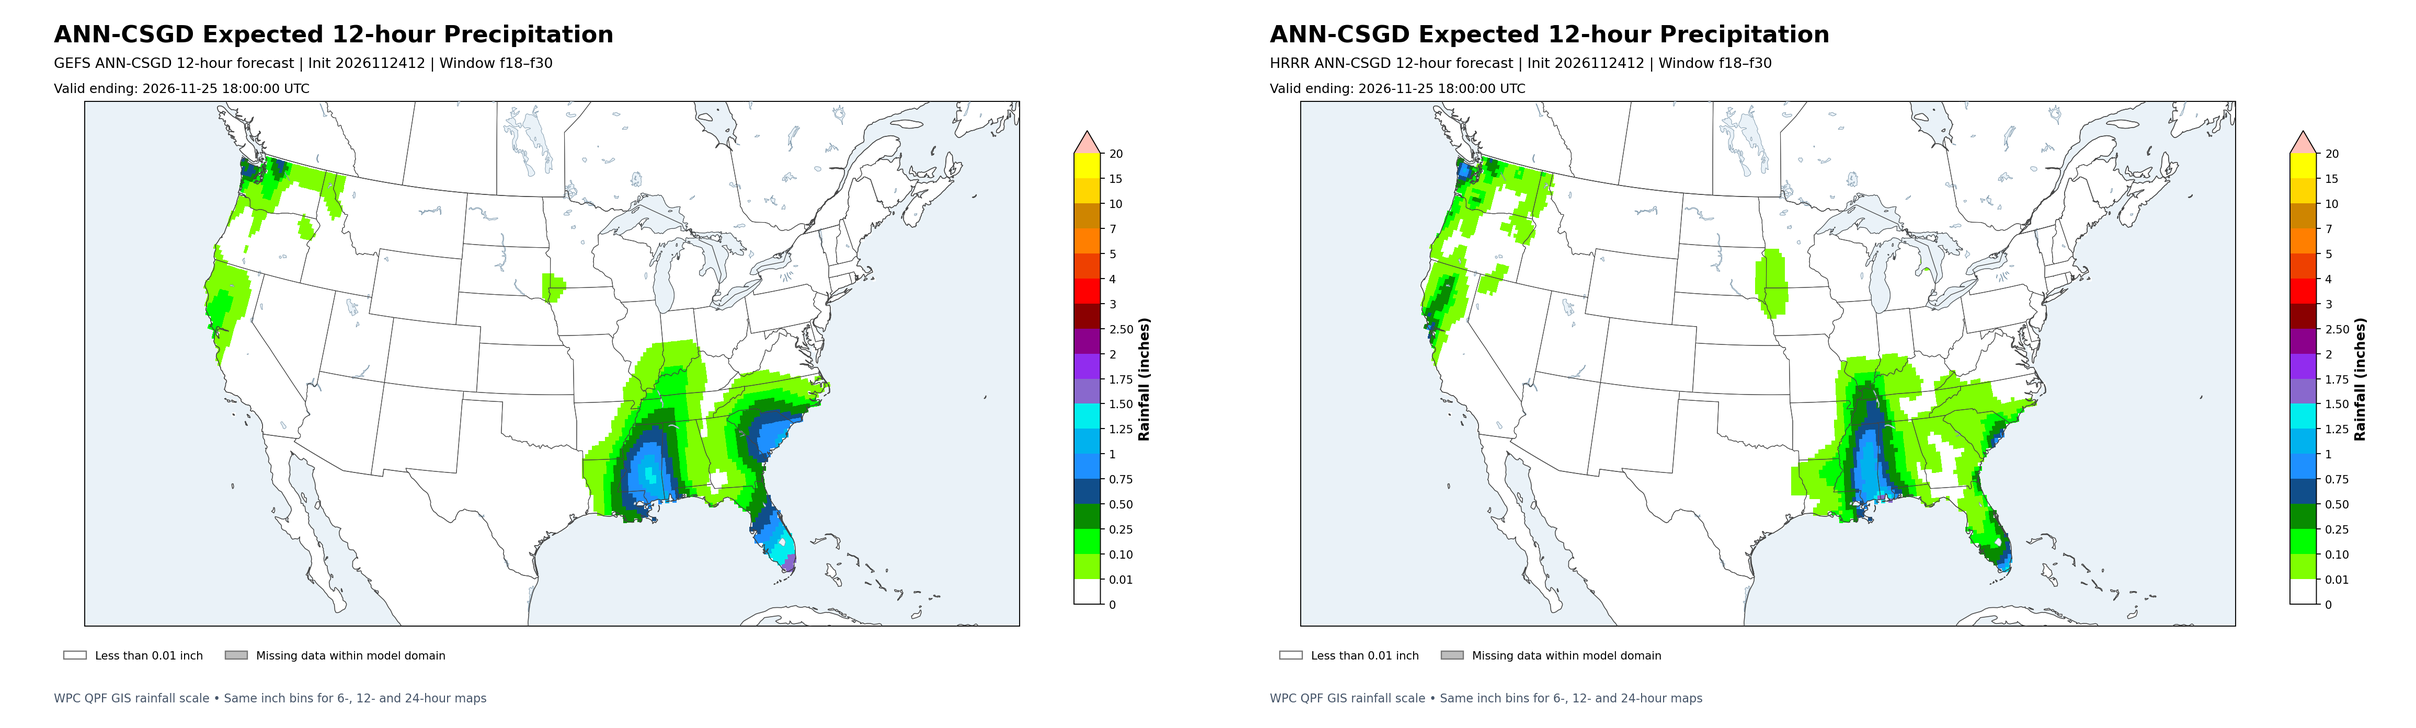 ANN-CSGD Expected 12-hour Precipitation
GEFS ANN-CSGD 12-hour forecast | Init 2026112412 | Window f18–f30
Valid ending: 2026-11-25 18:00:00 UTC
20
15
10
7
5
4
3
2.50
2
1.75
1.50
1.25
1
0.75
0.50
0.25
0.10
0.01
0
Rainfall (inches)
Less than 0.01 inch
Missing data within model domain
WPC QPF GIS rainfall scale • Same inch bins for 6-, 12- and 24-hour maps
ANN-CSGD Expected 12-hour Precipitation
HRRR ANN-CSGD 12-hour forecast | Init 2026112412 | Window f18–f30
Valid ending: 2026-11-25 18:00:00 UTC
20
15
10
7
5
4
3
2.50
2
1.75
1.50
1.25
1
0.75
0.50
0.25
0.10
0.01
0
Rainfall (inches)
Less than 0.01 inch
Missing data within model domain
WPC QPF GIS rainfall scale • Same inch bins for 6-, 12- and 24-hour maps